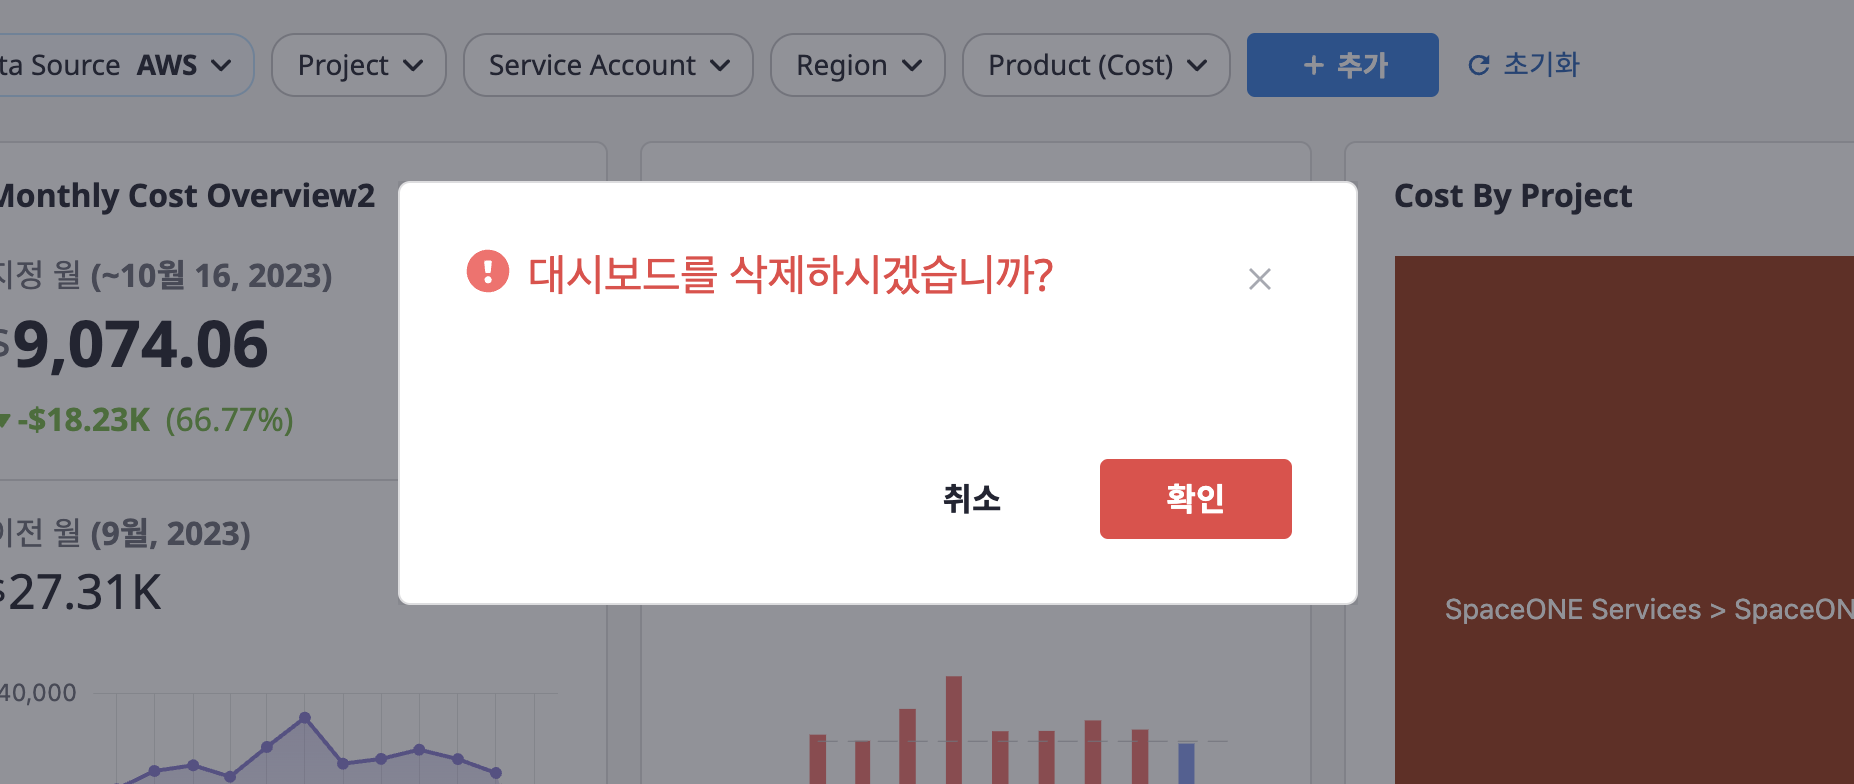 ta Source AWS
Project
Service Account
Region
Product (Cost)
+ 추가
초기화
Monthly Cost Overview2
지정 월 (~10월 16, 2023)
$9,074.06
-$18.23K (66.77%)
이전 월 (9월, 2023)
$27.31K
40,000
대시보드를 삭제하시겠습니까?
취소
확인
Cost By Project
SpaceONE Services > SpaceON